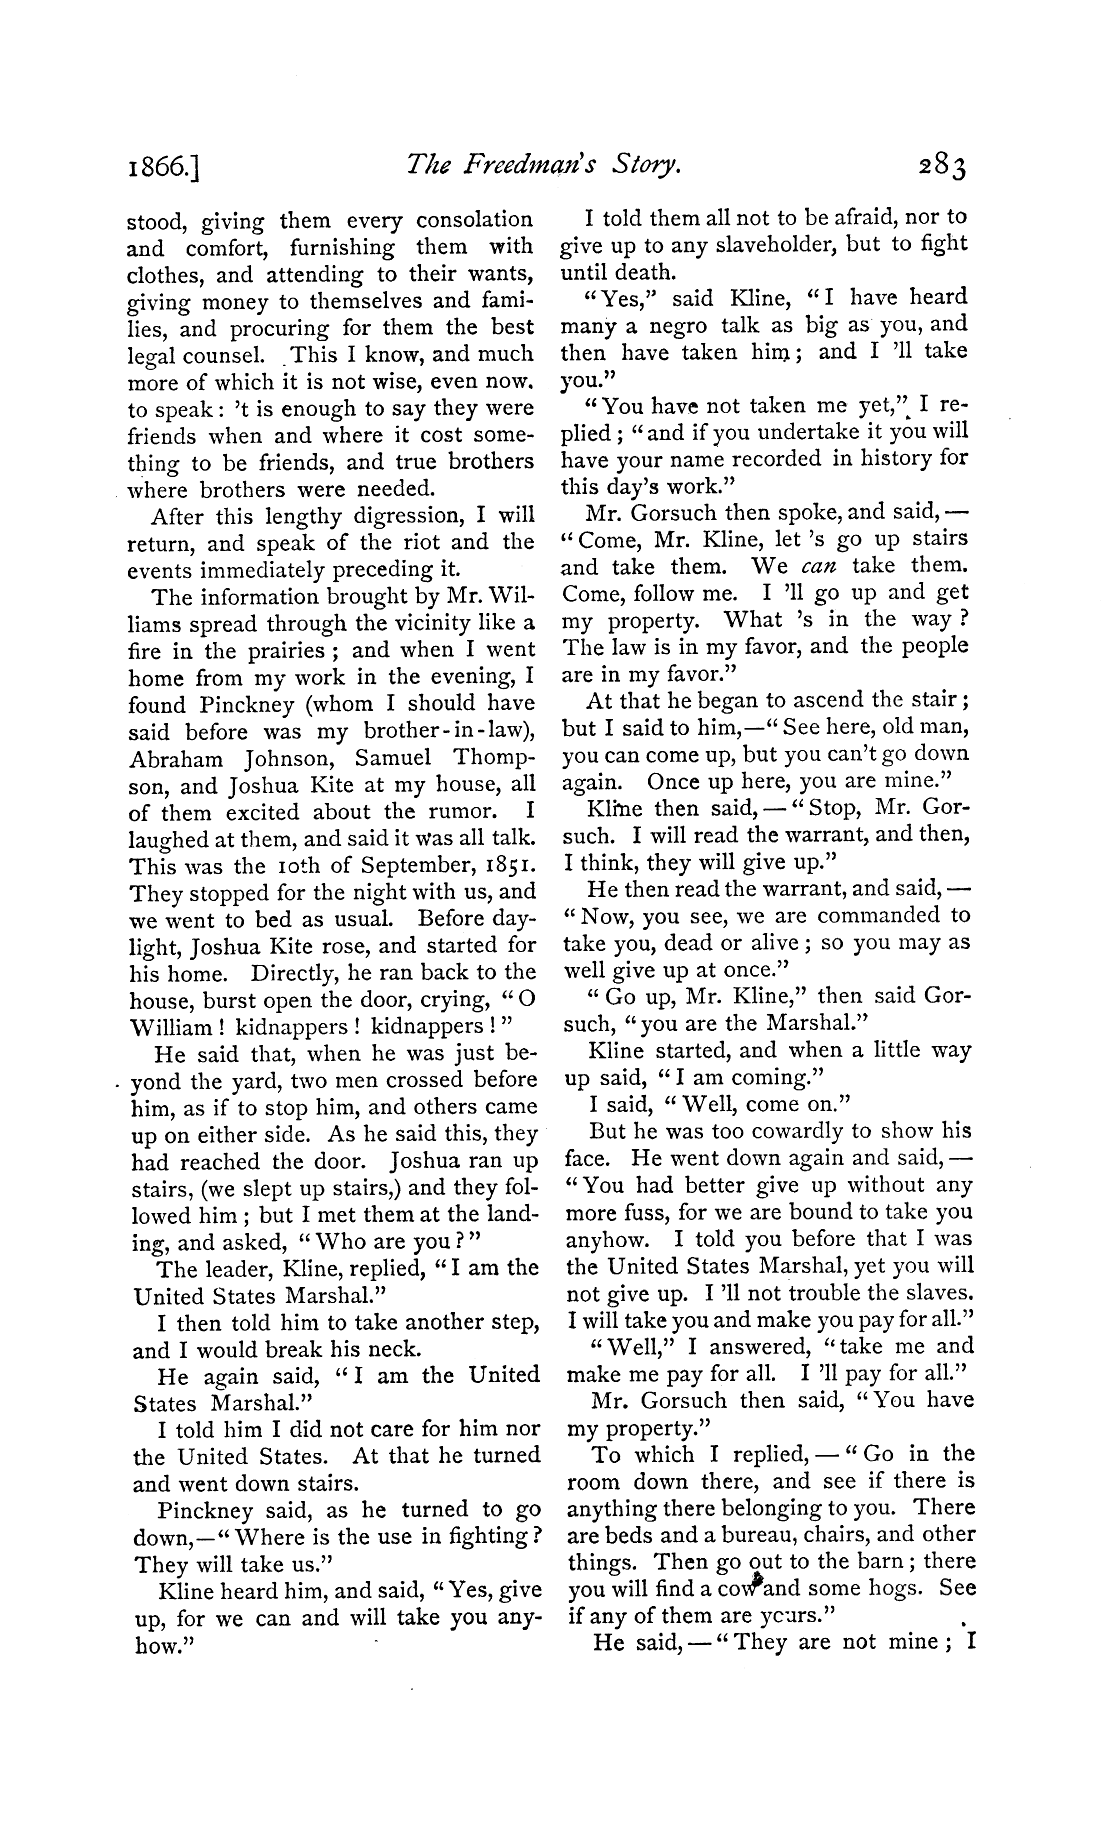 1866.] The Freedman's Story. 283
stood, giving them every consolation
and comfort, furnishing them with
clothes, and attending to their wants,
giving money to themselves and fami-
lies, and procuring for them the best
legal counsel. This I know, and much
more of which it is not wise, even now.
to speak: 't is enough to say they were
friends when and where it cost some-
thing to be friends, and true brothers
where brothers were needed.
After this lengthy digression, I will
return, and speak of the riot and the
events immediately preceding it.
The information brought by Mr. Wil-
liams spread through the vicinity like a
fire in the prairies; and when I went
home from my work in the evening, I
found Pinckney (whom I should have
said before was my brother-in-law),
Abraham Johnson, Samuel Thomp-
son, and Joshua Kite at my house, all
of them excited about the rumor. I
laughed at them, and said it was all talk.
This was the 10th of September, 1851.
They stopped for the night with us, and
we went to bed as usual. Before day-
light, Joshua Kite rose, and started for
his home. Directly, he ran back to the
house, burst open the door, crying, "O
William! kidnappers! kidnappers!"
He said that, when he was just be-
yond the yard, two men crossed before
him, as if to stop him, and others came
up on either side. As he said this, they
had reached the door. Joshua ran up
stairs, (we slept up stairs,) and they fol-
lowed him; but I met them at the land-
ing, and asked, "Who are you?"
The leader, Kline, replied, "I am the
United States Marshal."
I then told him to take another step,
and I would break his neck.
He again said, "I am the United
States Marshal."
I told him I did not care for him nor
the United States. At that he turned
and went down stairs.
Pinckney said, as he turned to go
down,—"Where is the use in fighting?
They will take us."
Kline heard him, and said, "Yes, give
up, for we can and will take you any-
how."
I told them all not to be afraid, nor to
give up to any slaveholder, but to fight
until death.
"Yes," said Kline, "I have heard
many a negro talk as big as you, and
then have taken him; and I 'll take
you."
"You have not taken me yet," I re-
plied; "and if you undertake it you will
have your name recorded in history for
this day's work."
Mr. Gorsuch then spoke, and said,—
"Come, Mr. Kline, let 's go up stairs
and take them. We can take them.
Come, follow me. I 'll go up and get
my property. What 's in the way?
The law is in my favor, and the people
are in my favor."
At that he began to ascend the stair;
but I said to him,—"See here, old man,
you can come up, but you can't go down
again. Once up here, you are mine."
Kline then said,—"Stop, Mr. Gor-
such. I will read the warrant, and then,
I think, they will give up."
He then read the warrant, and said,—
"Now, you see, we are commanded to
take you, dead or alive; so you may as
well give up at once."
"Go up, Mr. Kline," then said Gor-
such, "you are the Marshal."
Kline started, and when a little way
up said, "I am coming."
I said, "Well, come on."
But he was too cowardly to show his
face. He went down again and said,—
"You had better give up without any
more fuss, for we are bound to take you
anyhow. I told you before that I was
the United States Marshal, yet you will
not give up. I 'll not trouble the slaves.
I will take you and make you pay for all."
"Well," I answered, "take me and
make me pay for all. I 'll pay for all."
Mr. Gorsuch then said, "You have
my property."
To which I replied,—"Go in the
room down there, and see if there is
anything there belonging to you. There
are beds and a bureau, chairs, and other
things. Then go out to the barn; there
you will find a cow and some hogs. See
if any of them are yours."
He said,—"They are not mine; I